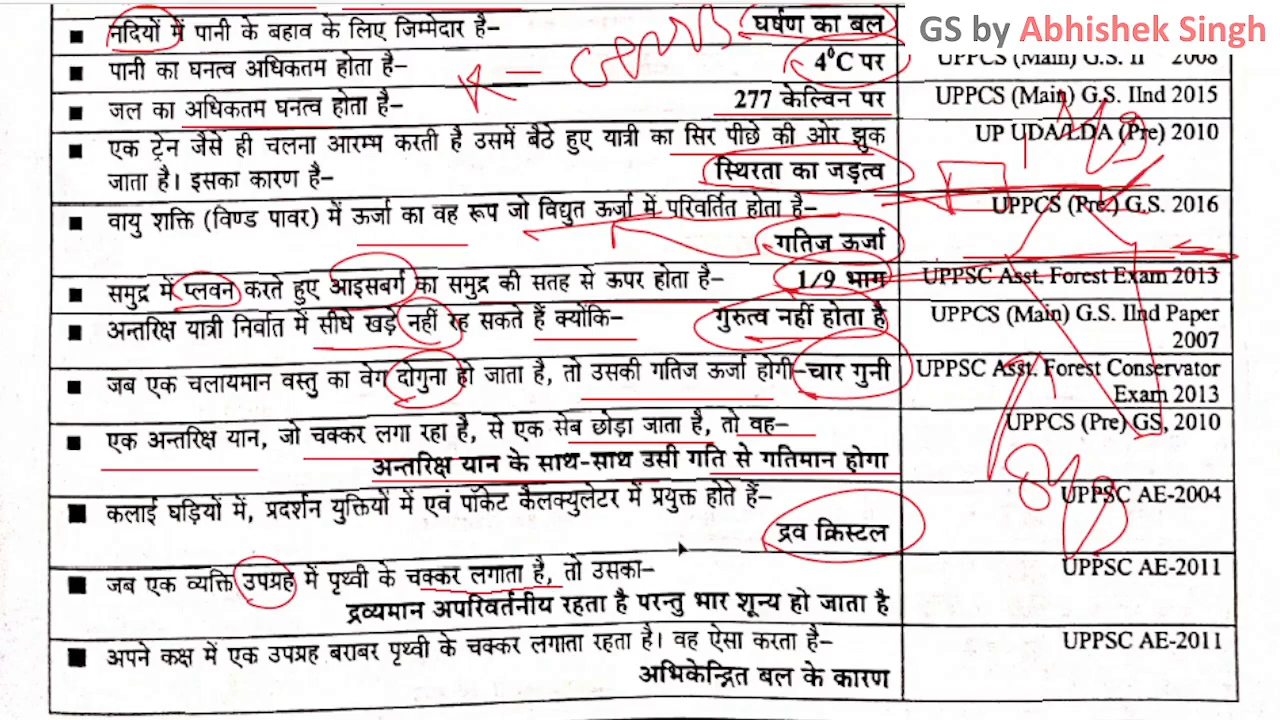 GS by Abhishek Singh
■ नदियों में पानी के बहाव के लिए जिम्मेदार है– घर्षण का बल
■ पानी का घनत्व अधिकतम होता है– 4⁰C पर UPPCS (Main) G.S. II 2008
■ जल का अधिकतम घनत्व होता है– 277 केल्विन पर UPPCS (Main) G.S. IInd 2015
■ एक ट्रेन जैसे ही चलना आरम्भ करती है उसमें बैठे हुए यात्री का सिर पीछे की ओर झुक UP UDA/LDA (Pre) 2010
जाता है। इसका कारण है– स्थिरता का जड़त्व
■ वायु शक्ति (विण्ड पावर) में ऊर्जा का वह रूप जो विद्युत ऊर्जा में परिवर्तित होता है– UPPCS (Pre.) G.S. 2016
गतिज ऊर्जा
■ समुद्र में प्लवन करते हुए आइसबर्ग का समुद्र की सतह से ऊपर होता है– 1/9 भाग UPPSC Asst. Forest Exam 2013
■ अन्तरिक्ष यात्री निर्वात में सीधे खड़े नहीं रह सकते हैं क्योंकि– गुरुत्व नहीं होता है UPPCS (Main) G.S. IInd Paper
2007
■ जब एक चलायमान वस्तु का वेग दोगुना हो जाता है, तो उसकी गतिज ऊर्जा होगी–चार गुनी UPPSC Asst. Forest Conservator
Exam 2013
■ एक अन्तरिक्ष यान, जो चक्कर लगा रहा है, से एक सेब छोड़ा जाता है, तो वह– UPPCS (Pre) GS, 2010
अन्तरिक्ष यान के साथ-साथ उसी गति से गतिमान होगा
■ कलाई घड़ियों में, प्रदर्शन युक्तियों में एवं पॉकेट कैलक्युलेटर में प्रयुक्त होते हैं– UPPSC AE-2004
द्रव क्रिस्टल
■ जब एक व्यक्ति उपग्रह में पृथ्वी के चक्कर लगाता है, तो उसका– UPPSC AE-2011
द्रव्यमान अपरिवर्तनीय रहता है परन्तु भार शून्य हो जाता है
■ अपने कक्ष में एक उपग्रह बराबर पृथ्वी के चक्कर लगाता रहता है। वह ऐसा करता है– UPPSC AE-2011
अभिकेन्द्रित बल के कारण